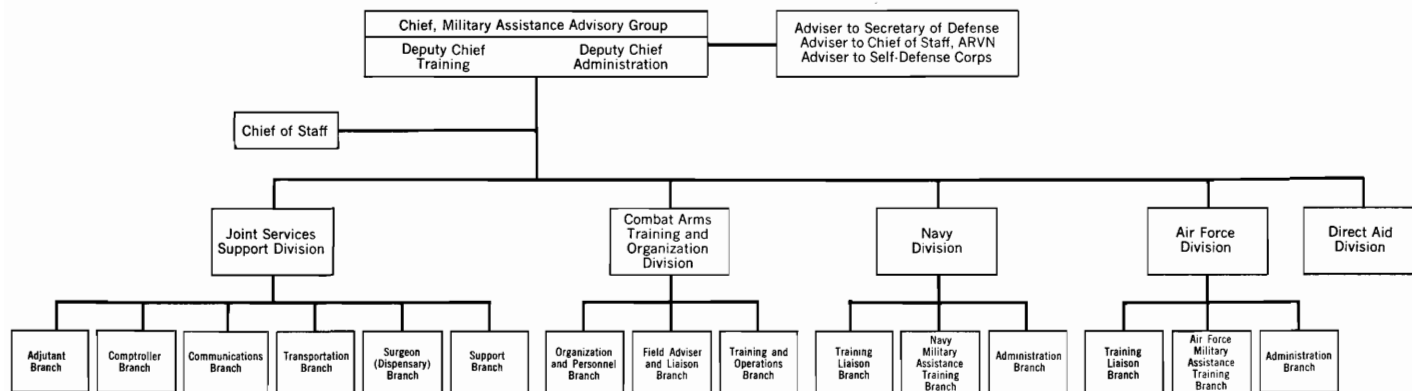 Chief, Military Assistance Advisory Group
Deputy Chief
Training
Deputy Chief
Administration
Adviser to Secretary of Defense
Adviser to Chief of Staff, ARVN
Adviser to Self-Defense Corps
Chief of Staff
Joint Services
Support Division
Combat Arms
Training and
Organization
Division
Navy
Division
Air Force
Division
Direct Aid
Division
Adjutant
Branch
Comptroller
Branch
Communications
Branch
Transportation
Branch
Surgeon
(Dispensary)
Branch
Support
Branch
Organization
and Personnel
Branch
Field Adviser
and Liaison
Branch
Training and
Operations
Branch
Training
Liaison
Branch
Navy
Military
Assistance
Training
Branch
Administration
Branch
Training
Liaison
Branch
Air Force
Military
Assistance
Training
Branch
Administration
Branch